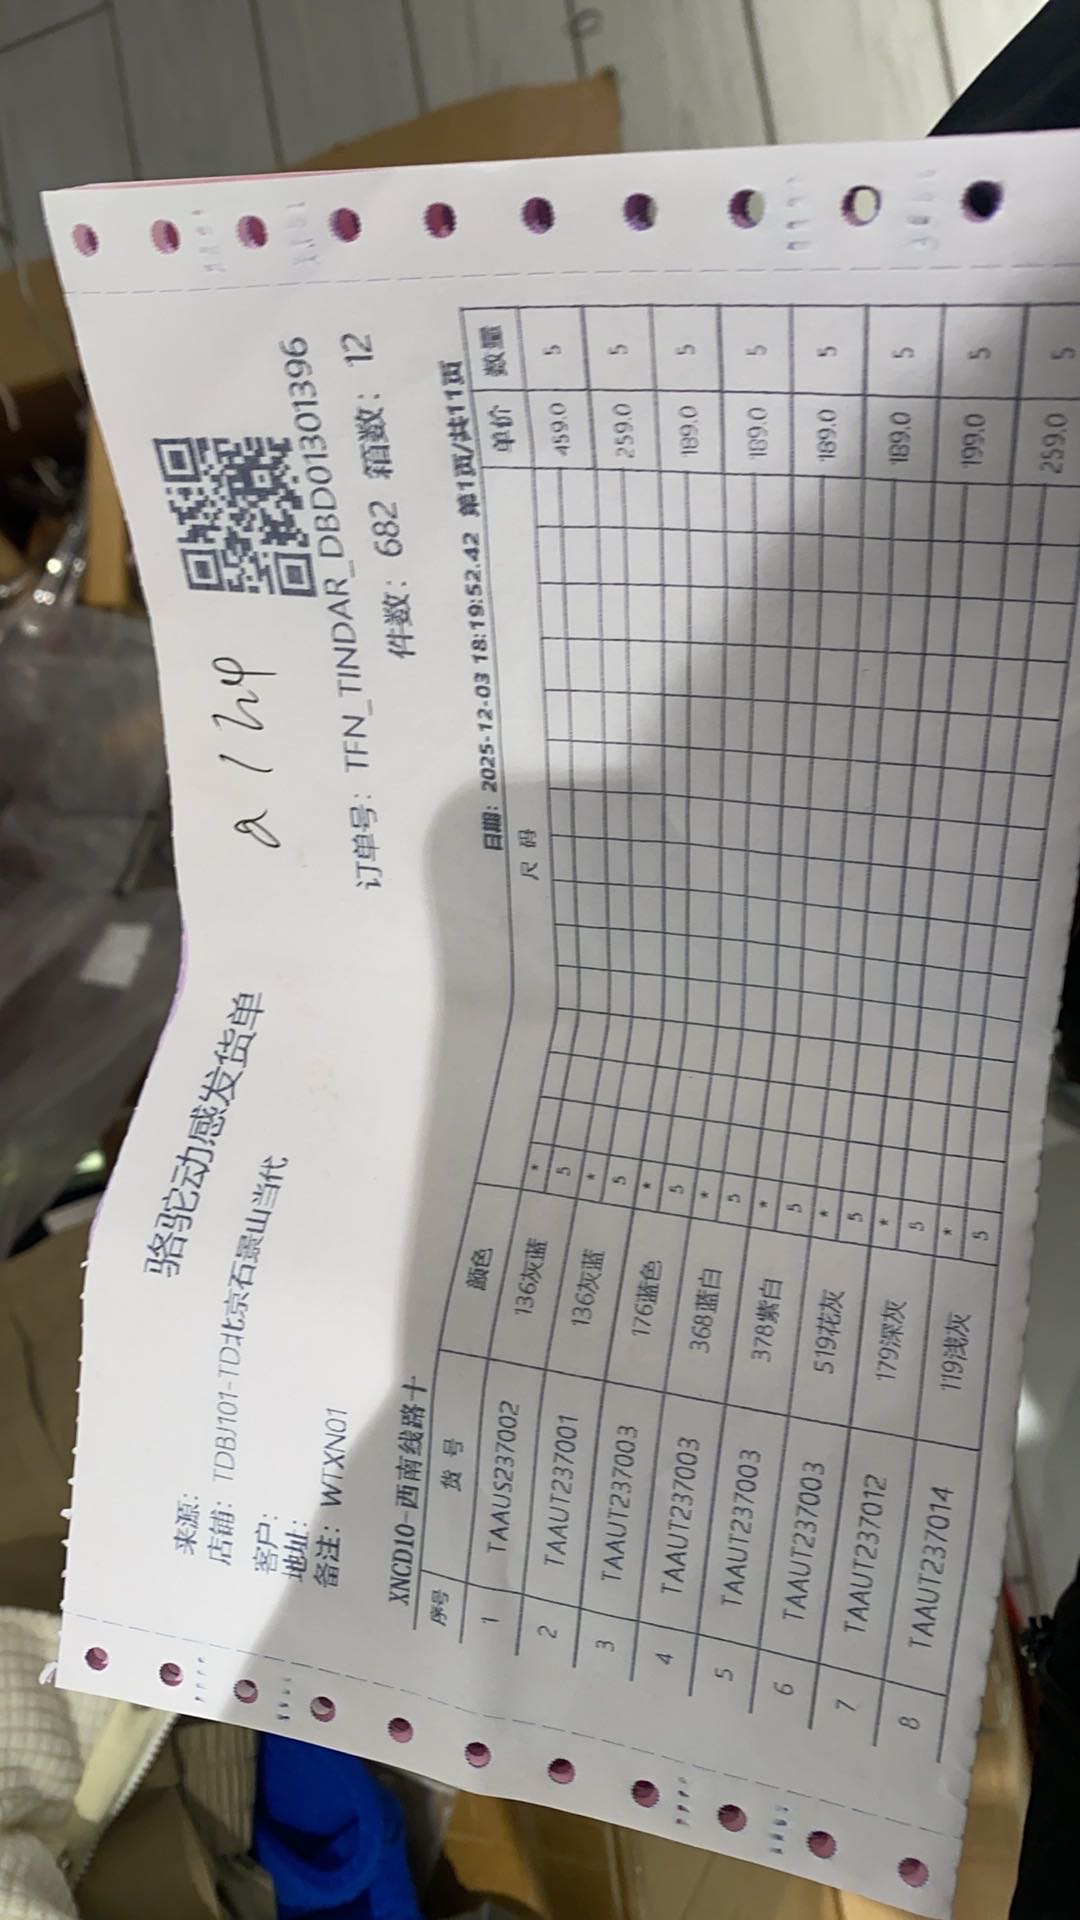 骆驼动感发货单
来源:
店铺: TDBJ101-TD北京石景山当代
客户:
地址:
备注: WTXN01
订单号: TFN_TINDAR_DBD01301396
件数: 682 箱数: 12
XNCD10-西南线路十
日期: 2025-12-03 18:19:52.42 第1页/共11页
序号 货 号 颜色 尺 码 单价 数量
1 TAAUS237002 136灰蓝 * 5 459.0 5
2 TAAUT237001 136灰蓝 * 5 259.0 5
3 TAAUT237003 176蓝色 * 5 189.0 5
4 TAAUT237003 368蓝白 * 5 189.0 5
5 TAAUT237003 378紫白 * 5 189.0 5
6 TAAUT237003 519花灰 * 5 189.0 5
7 TAAUT237012 179深灰 * 5 199.0 5
8 TAAUT237014 119浅灰 * 5 259.0 5